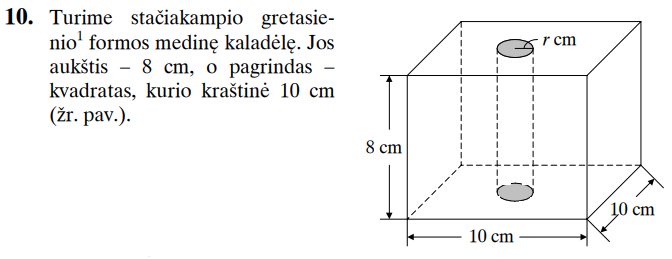 10. Turime stačiakampio gretasie-
nio¹ formos medinę kaladėlę. Jos
aukštis – 8 cm, o pagrindas –
kvadratas, kurio kraštinė 10 cm
(žr. pav.).
r cm
8 cm
10 cm
10 cm